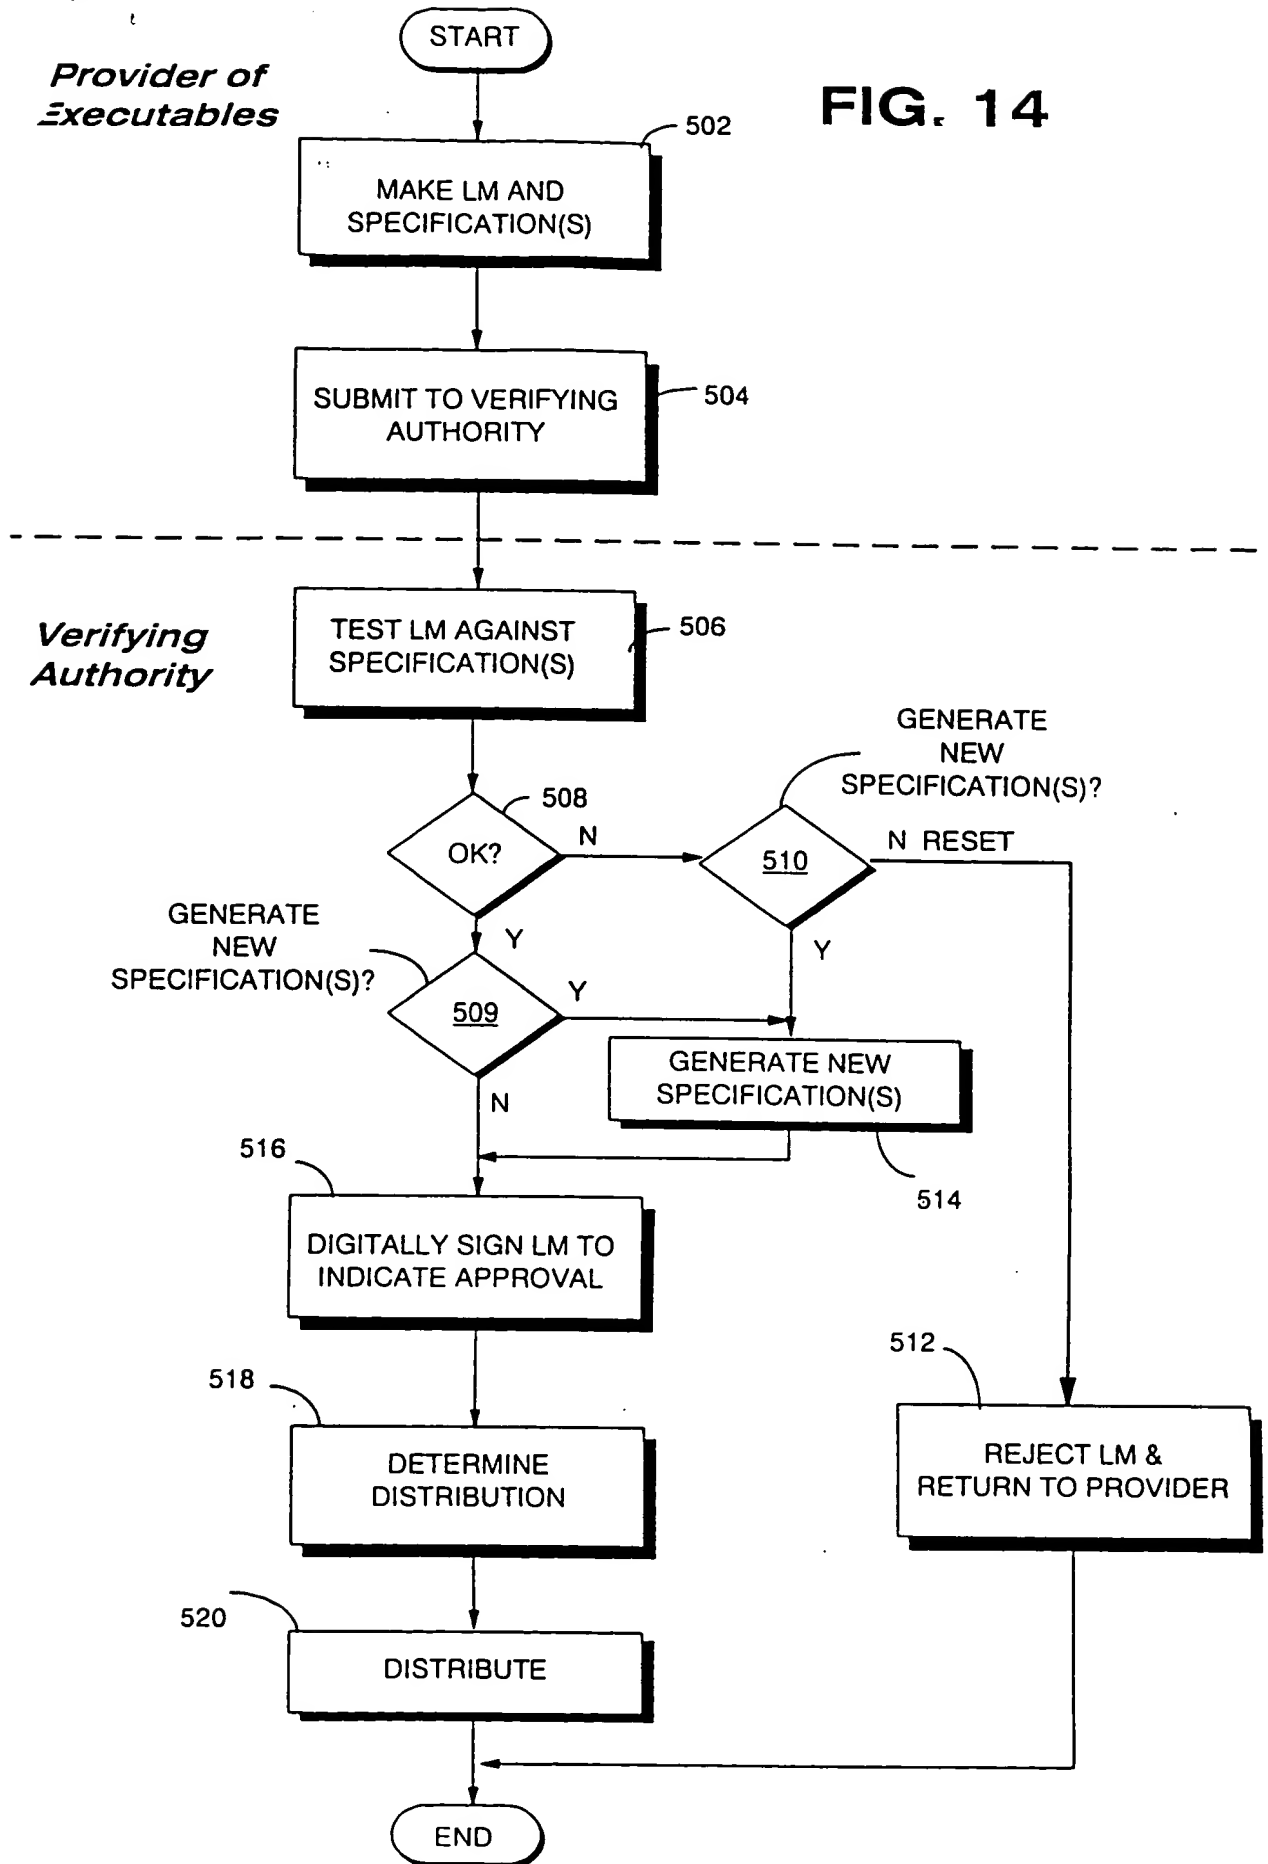 START
Provider of
Executables
FIG. 14
502
MAKE LM AND
SPECIFICATION(S)
SUBMIT TO VERIFYING
AUTHORITY
504
Verifying
Authority
TEST LM AGAINST
SPECIFICATION(S)
506
GENERATE
NEW
SPECIFICATION(S)?
508
OK?
N
510
N RESET
GENERATE
NEW
SPECIFICATION(S)?
Y
Y
509
Y
GENERATE NEW
SPECIFICATION(S)
N
514
516
DIGITALLY SIGN LM TO
INDICATE APPROVAL
512
518
DETERMINE
DISTRIBUTION
REJECT LM &
RETURN TO PROVIDER
520
DISTRIBUTE
END